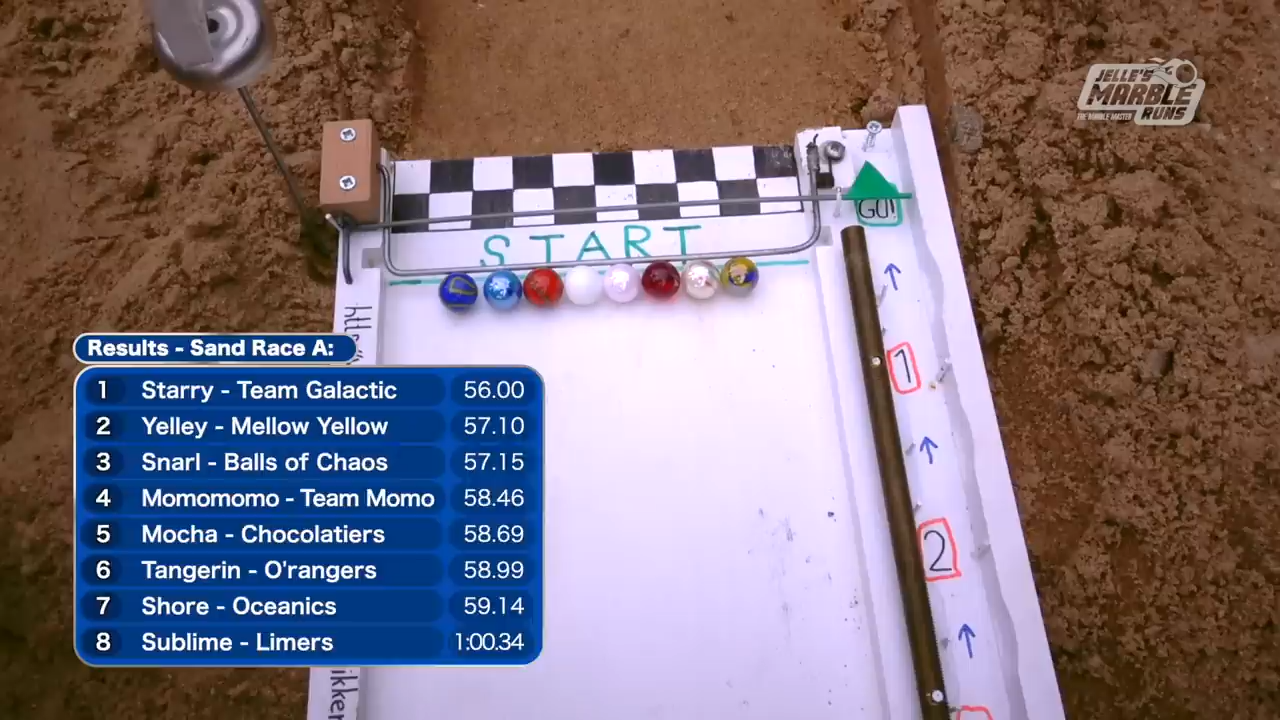 JELLE'S
MARBLE
RUNS
THE MARBLE MASTER
GO!
START
1
2
Results - Sand Race A:
1 Starry - Team Galactic 56.00
2 Yelley - Mellow Yellow 57.10
3 Snarl - Balls of Chaos 57.15
4 Momomomo - Team Momo 58.46
5 Mocha - Chocolatiers 58.69
6 Tangerin - O'rangers 58.99
7 Shore - Oceanics 59.14
8 Sublime - Limers 1:00.34